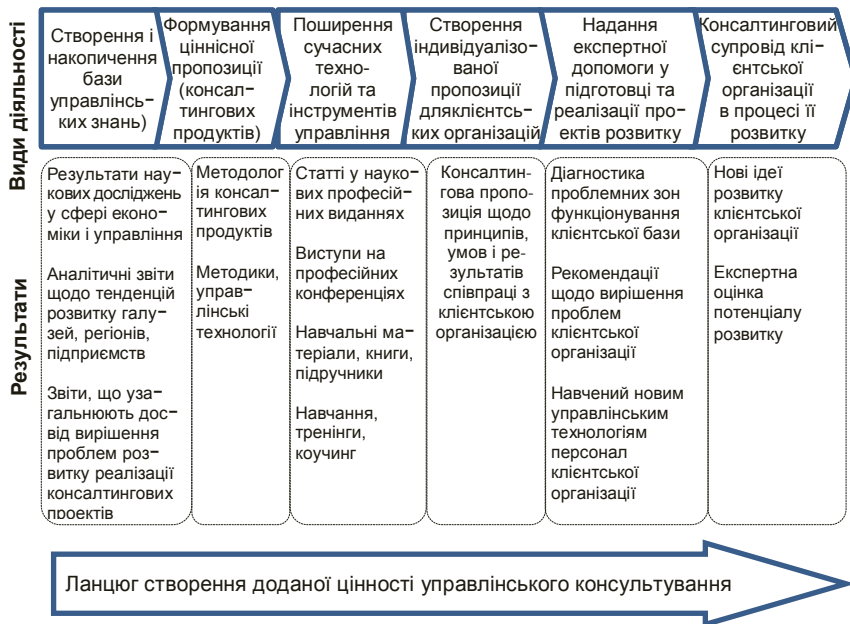 Види діяльності
Створення і
накопичення
бази
управлінсь–
ких знань)
Формування
ціннісної
пропозиції
(консал–
тингових
продуктів)
Поширення
сучасних
техно–
логій та
інструментів
управління
Створення
індивідуалізо–
ваної
пропозиції
дляклієнтсь–
ких організацій
Надання
експертної
допомоги у
підготовці та
реалізації про–
ектів розвитку
Консалтинговий
супровід клі–
єнтської
організації
в процесі її
розвитку
Результати
Результати нау–
кових досліджень
у сфері еконо–
міки і управління
Аналітичні звіти
щодо тенденцій
розвитку галу–
зей, регіонів,
підприємств
Звіти, що уза–
гальнюють дос–
від вирішення
проблем роз–
витку реалізації
консалтингових
проектів
Методолог
ія консал–
тингових
продуктів
Методики,
управ–
лінські
технології
Статті у наук–
ових професій–
них виданнях
Виступи на
професійних
конференціях
Навчальні ма–
теріали, книги,
підручники
Навчання,
тренінги,
коучинг
Консалтин–
гова пропо–
зиція щодо
принципів,
умов і ре–
зультатів
співпраці з
клієнтською
організацією
Діагностика
проблемних зон
функціонування
клієнтської бази
Рекомендації
щодо вирішення
проблем
клієнтської
організації
Навчений новим
управлінським
технологіям
персонал
клієнтської
організації
Нові ідеї
розвитку
клієнтської
організації
Експертна
оцінка
потенціалу
розвитку
Ланцюг створення доданої цінності управлінського консультування